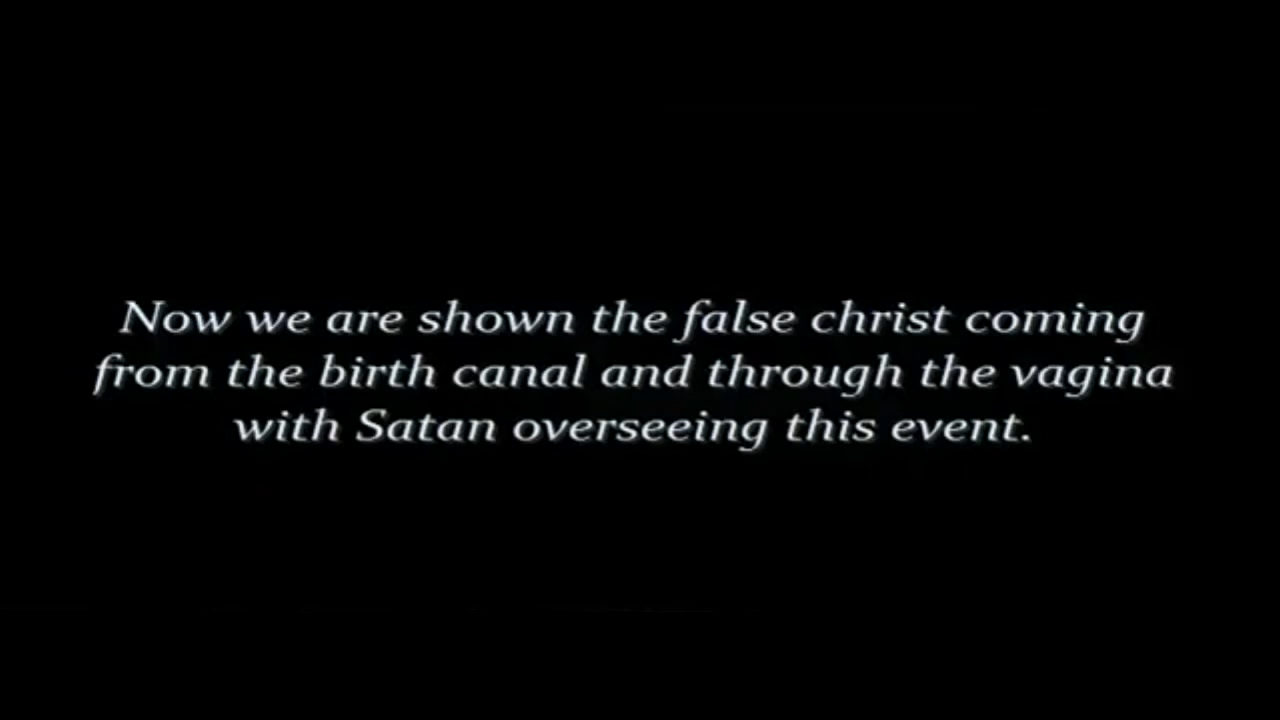 Now we are shown the false christ coming
from the birth canal and through the vagina
with Satan overseeing this event.